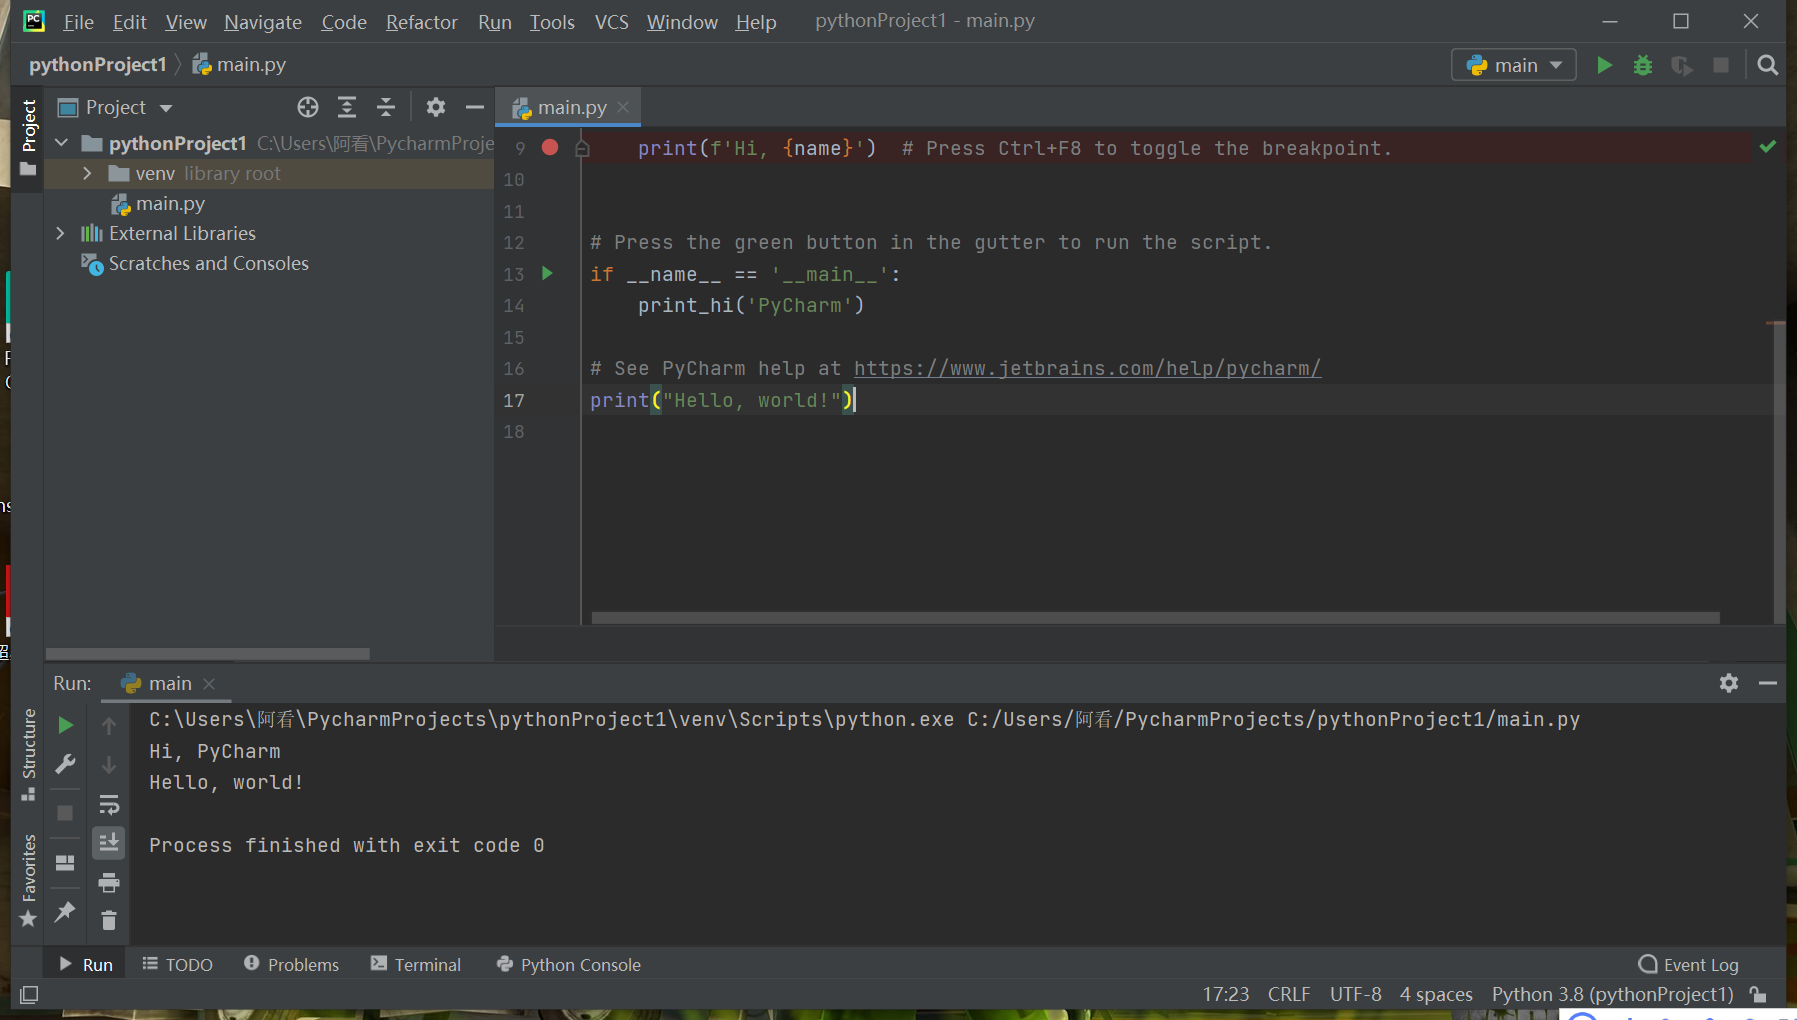 File Edit View Navigate Code Refactor Run Tools VCS Window Help pythonProject1 - main.py
pythonProject1 main.py
main
Project
Project
main.py
pythonProject1 C:\Users\阿看\PycharmProje
venv library root
main.py
External Libraries
Scratches and Consoles
9 print(f'Hi, {name}') # Press Ctrl+F8 to toggle the breakpoint.
10
11
12 # Press the green button in the gutter to run the script.
13 if __name__ == '__main__':
14 print_hi('PyCharm')
15
16 # See PyCharm help at https://www.jetbrains.com/help/pycharm/
17 print("Hello, world!")
18
Run: main
C:\Users\阿看\PycharmProjects\pythonProject1\venv\Scripts\python.exe C:/Users/阿看/PycharmProjects/pythonProject1/main.py
Hi, PyCharm
Hello, world!
Process finished with exit code 0
Structure
Favorites
Run TODO Problems Terminal Python Console Event Log
17:23 CRLF UTF-8 4 spaces Python 3.8 (pythonProject1)